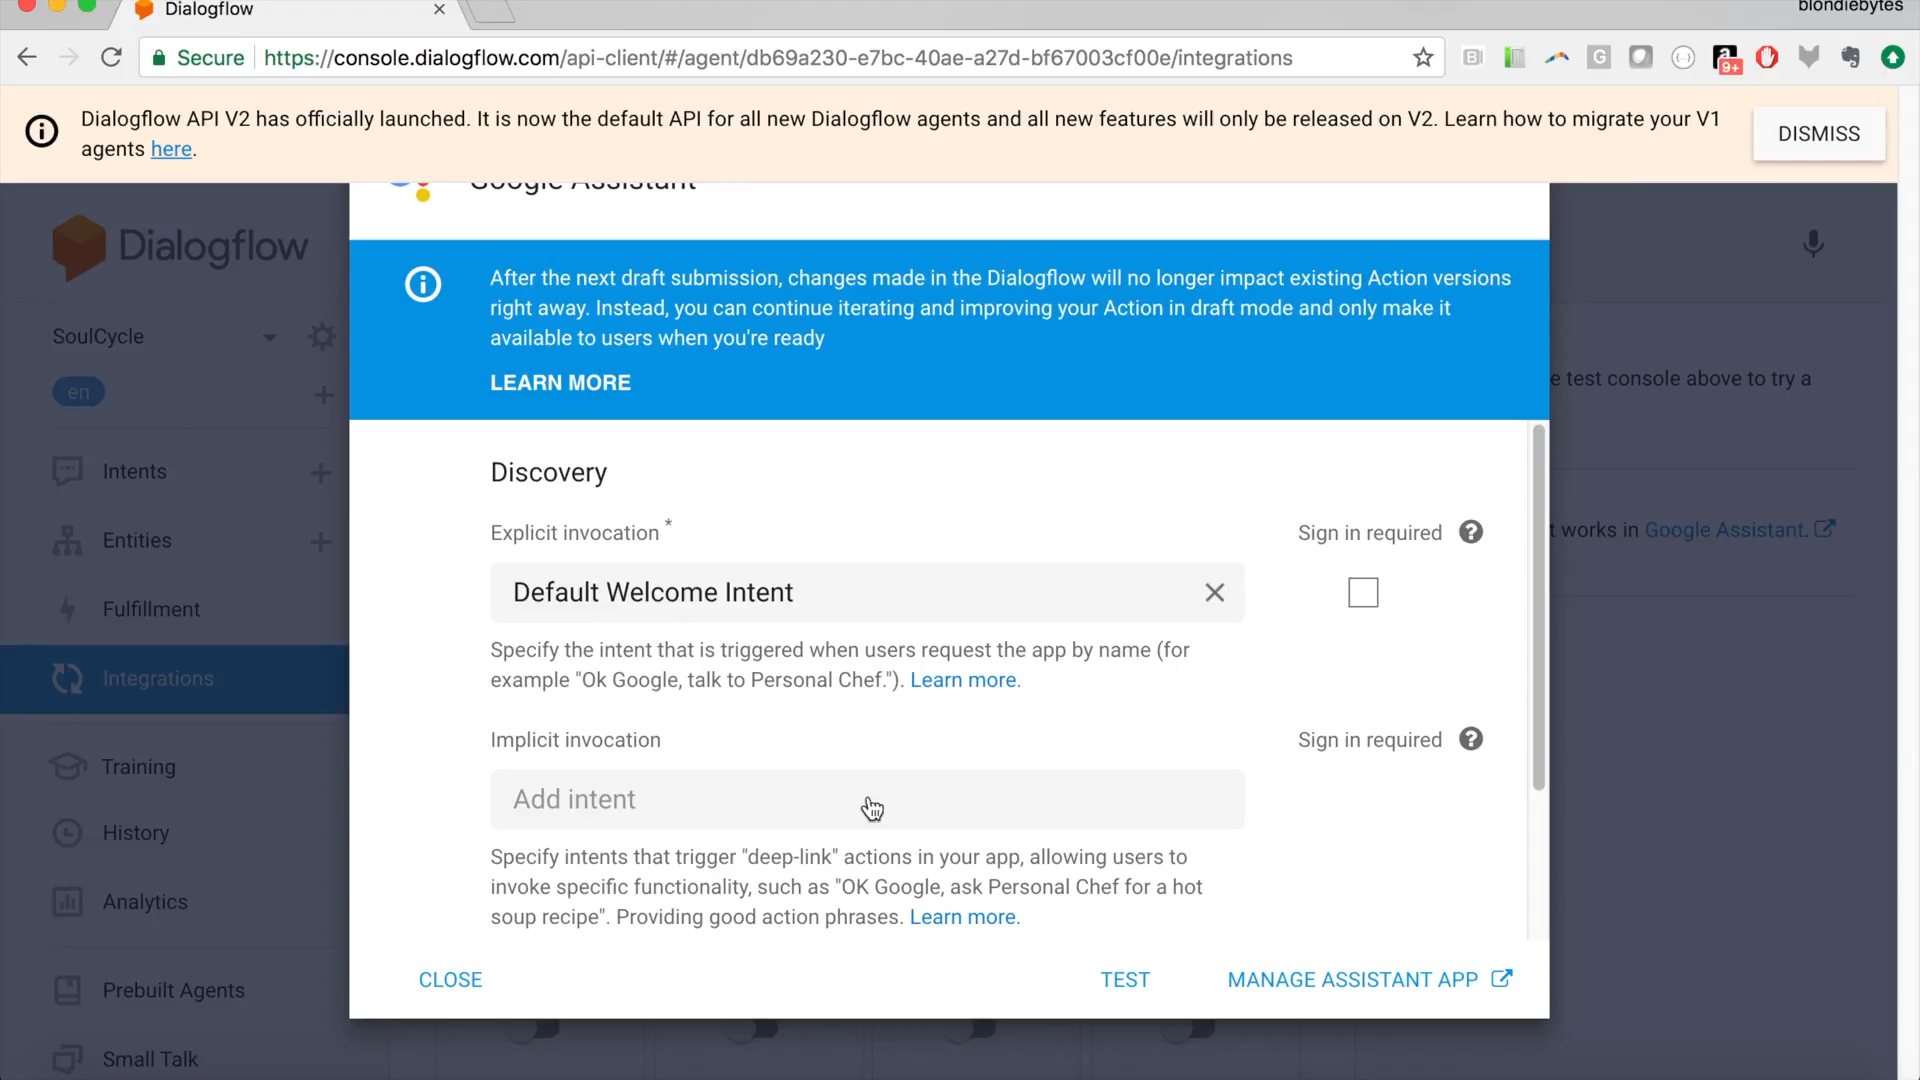 Dialogflow
blondiebytes
Secure
https://console.dialogflow.com/api-client/#/agent/db69a230-e7bc-40ae-a27d-bf67003cf00e/integrations
9+
Dialogflow API V2 has officially launched. It is now the default API for all new Dialogflow agents and all new features will only be released on V2. Learn how to migrate your V1
agents here.
DISMISS
Google Assistant
Dialogflow
After the next draft submission, changes made in the Dialogflow will no longer impact existing Action versions
right away. Instead, you can continue iterating and improving your Action in draft mode and only make it
available to users when you're ready
LEARN MORE
SoulCycle
en
Intents
Entities
Fulfillment
Integrations
Training
History
Analytics
Prebuilt Agents
Small Talk
e test console above to try a
t works in Google Assistant.
Discovery
Explicit invocation *
Sign in required
Default Welcome Intent
Specify the intent that is triggered when users request the app by name (for
example "Ok Google, talk to Personal Chef."). Learn more.
Implicit invocation
Sign in required
Add intent
Specify intents that trigger "deep-link" actions in your app, allowing users to
invoke specific functionality, such as "OK Google, ask Personal Chef for a hot
soup recipe". Providing good action phrases. Learn more.
CLOSE
TEST
MANAGE ASSISTANT APP